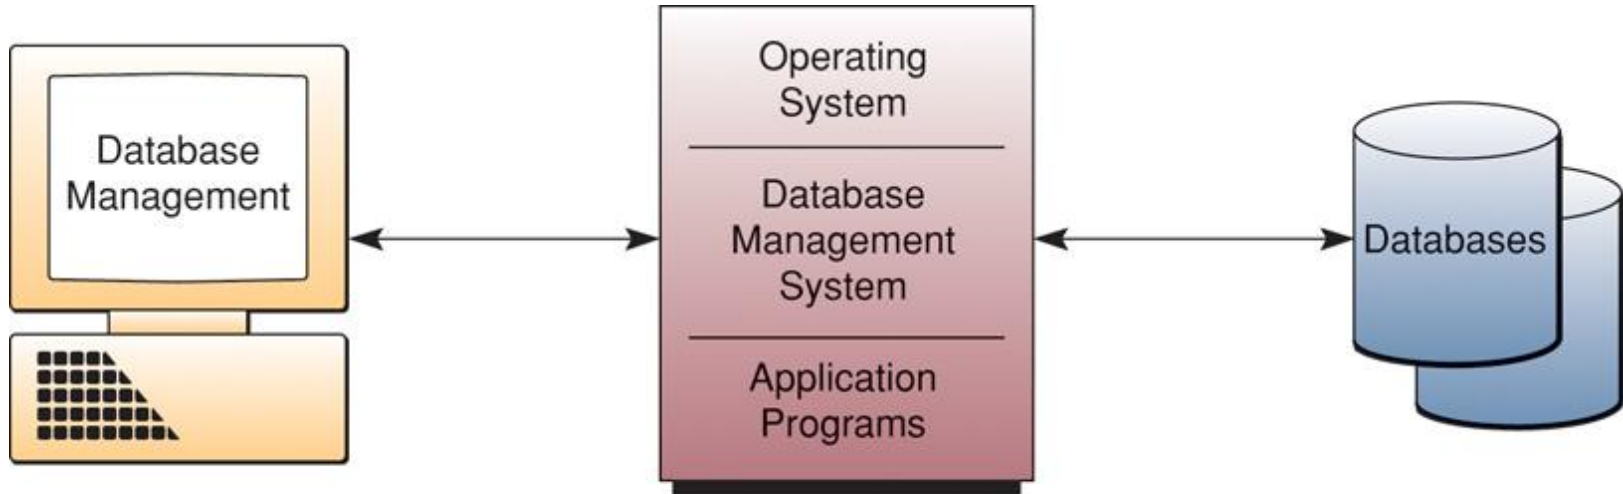 Database
Management
Operating
System
Database
Management
System
Application
Programs
Databases